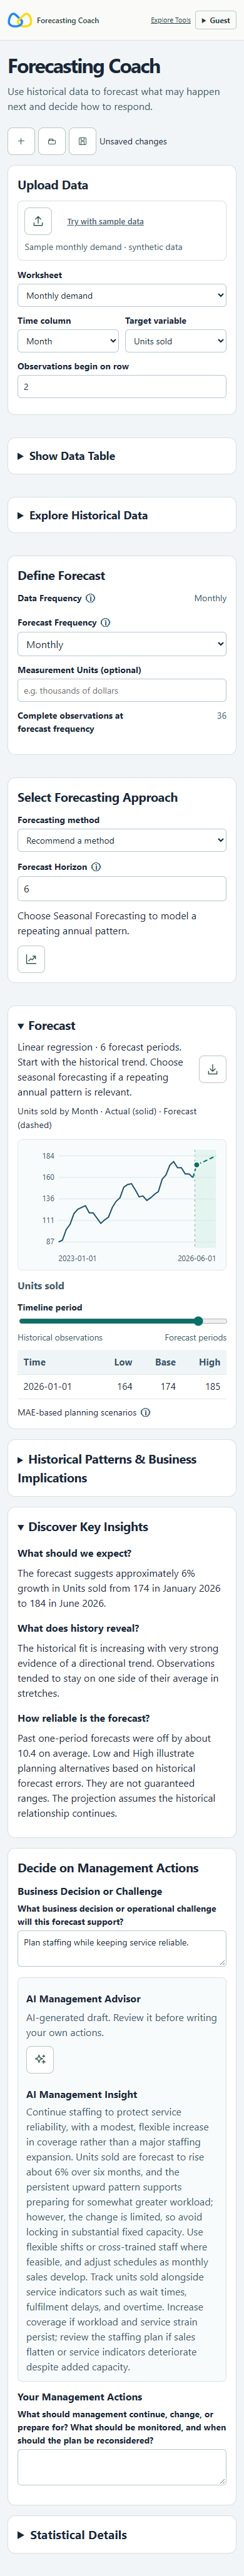 Forecasting Coach
Explore Tools
▶ Guest
Forecasting Coach
Use historical data to forecast what may happen
next and decide how to respond.
Unsaved changes
Upload Data
Try with sample data
Sample monthly demand · synthetic data
Worksheet
Monthly demand
Time column
Target variable
Month
Units sold
Observations begin on row
2
▶ Show Data Table
▶ Explore Historical Data
Define Forecast
Data Frequency ⓘ
Monthly
Forecast Frequency ⓘ
Monthly
Measurement Units (optional)
e.g. thousands of dollars
Complete observations at
forecast frequency
36
Select Forecasting Approach
Forecasting method
Recommend a method
Forecast Horizon ⓘ
6
Choose Seasonal Forecasting to model a
repeating annual pattern.
▼ Forecast
Linear regression · 6 forecast periods.
Start with the historical trend. Choose
seasonal forecasting if a repeating
annual pattern is relevant.
Units sold by Month · Actual (solid) · Forecast
(dashed)
184
160
136
111
87
2023-01-01
2026-06-01
Units sold
Timeline period
Historical observations
Forecast periods
Time Low Base High
2026-01-01 164 174 185
MAE-based planning scenarios ⓘ
▶ Historical Patterns & Business
Implications
▼ Discover Key Insights
What should we expect?
The forecast suggests approximately 6%
growth in Units sold from 174 in January 2026
to 184 in June 2026.
What does history reveal?
The historical fit is increasing with very strong
evidence of a directional trend. Observations
tended to stay on one side of their average in
stretches.
How reliable is the forecast?
Past one-period forecasts were off by about
10.4 on average. Low and High illustrate
planning alternatives based on historical
forecast errors. They are not guaranteed
ranges. The projection assumes the historical
relationship continues.
Decide on Management Actions
Business Decision or Challenge
What business decision or operational challenge
will this forecast support?
Plan staffing while keeping service reliable.
AI Management Advisor
AI-generated draft. Review it before writing
your own actions.
AI Management Insight
Continue staffing to protect service
reliability, with a modest, flexible increase
in coverage rather than a major staffing
expansion. Units sold are forecast to rise
about 6% over six months, and the
persistent upward pattern supports
preparing for somewhat greater workload;
however, the change is limited, so avoid
locking in substantial fixed capacity. Use
flexible shifts or cross-trained staff where
feasible, and adjust schedules as monthly
sales develop. Track units sold alongside
service indicators such as wait times,
fulfilment delays, and overtime. Increase
coverage if workload and service strain
persist; review the staffing plan if sales
flatten or service indicators deteriorate
despite added capacity.
Your Management Actions
What should management continue, change, or
prepare for? What should be monitored, and when
should the plan be reconsidered?
▶ Statistical Details